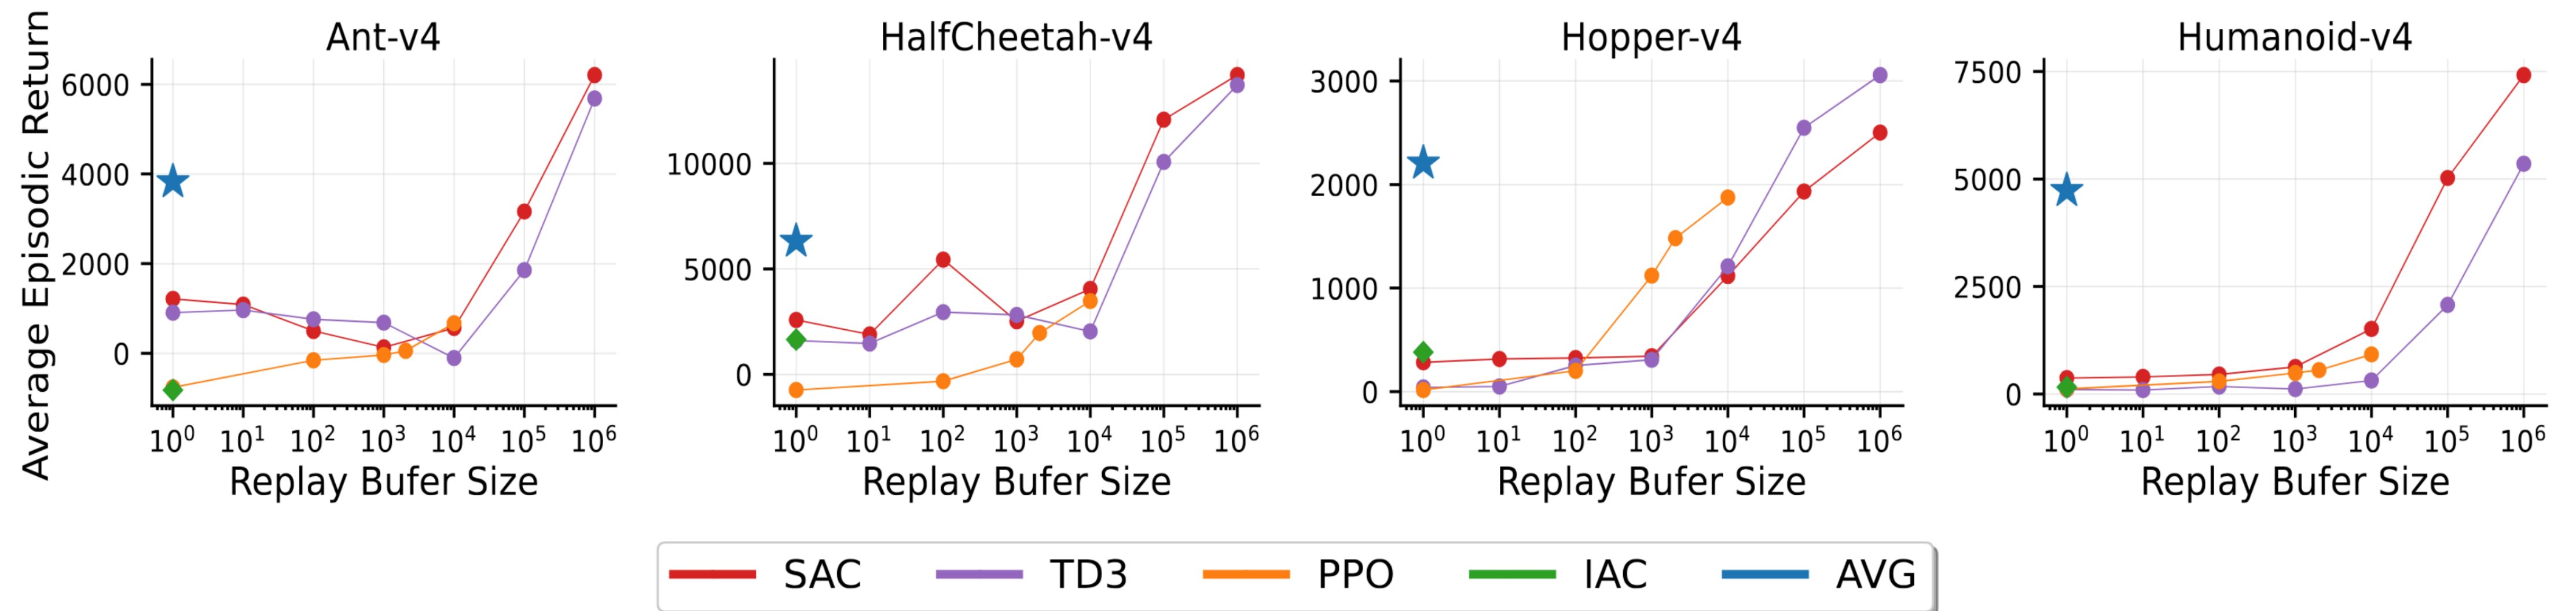 Average Episodic Return
Ant-v4
6000
4000
2000
0
10⁰ 10¹ 10² 10³ 10⁴ 10⁵ 10⁶
Replay Bufer Size
HalfCheetah-v4
10000
5000
0
10⁰ 10¹ 10² 10³ 10⁴ 10⁵ 10⁶
Replay Bufer Size
Hopper-v4
3000
2000
1000
0
10⁰ 10¹ 10² 10³ 10⁴ 10⁵ 10⁶
Replay Bufer Size
Humanoid-v4
7500
5000
2500
0
10⁰ 10¹ 10² 10³ 10⁴ 10⁵ 10⁶
Replay Bufer Size
SAC TD3 PPO IAC AVG